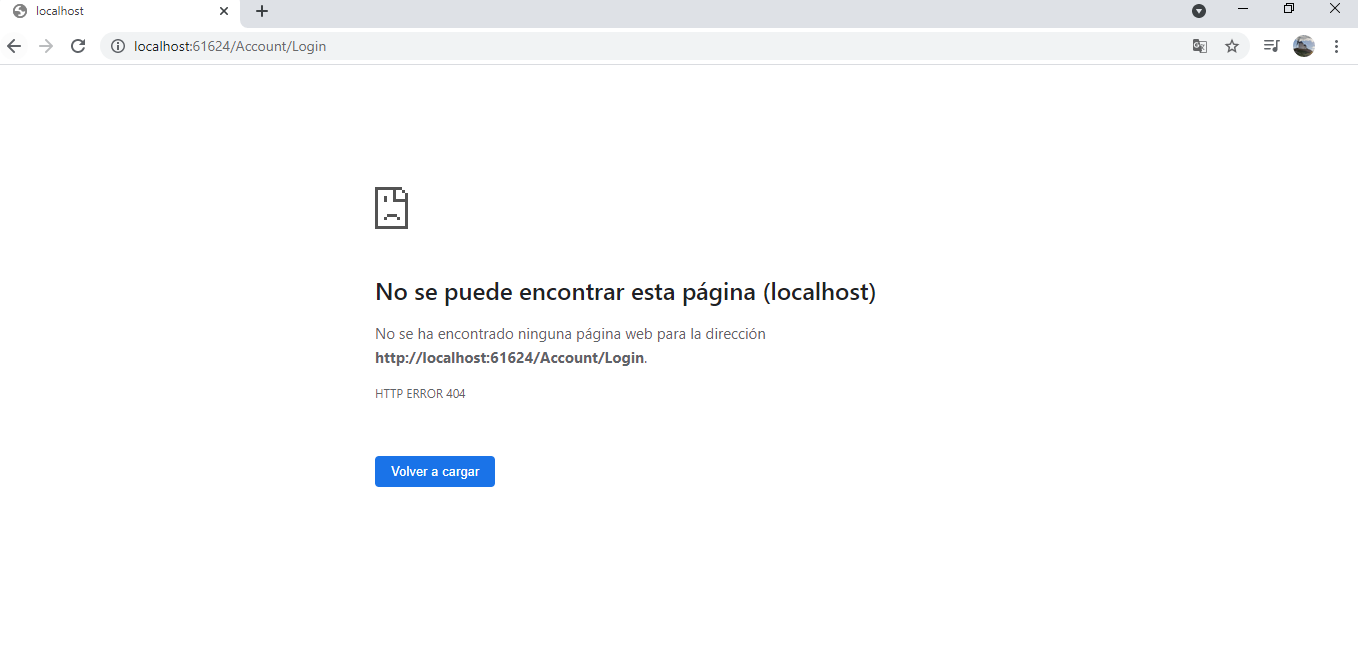 localhost
localhost:61624/Account/Login
No se puede encontrar esta página (localhost)
No se ha encontrado ninguna página web para la dirección
http://localhost:61624/Account/Login.
HTTP ERROR 404
Volver a cargar